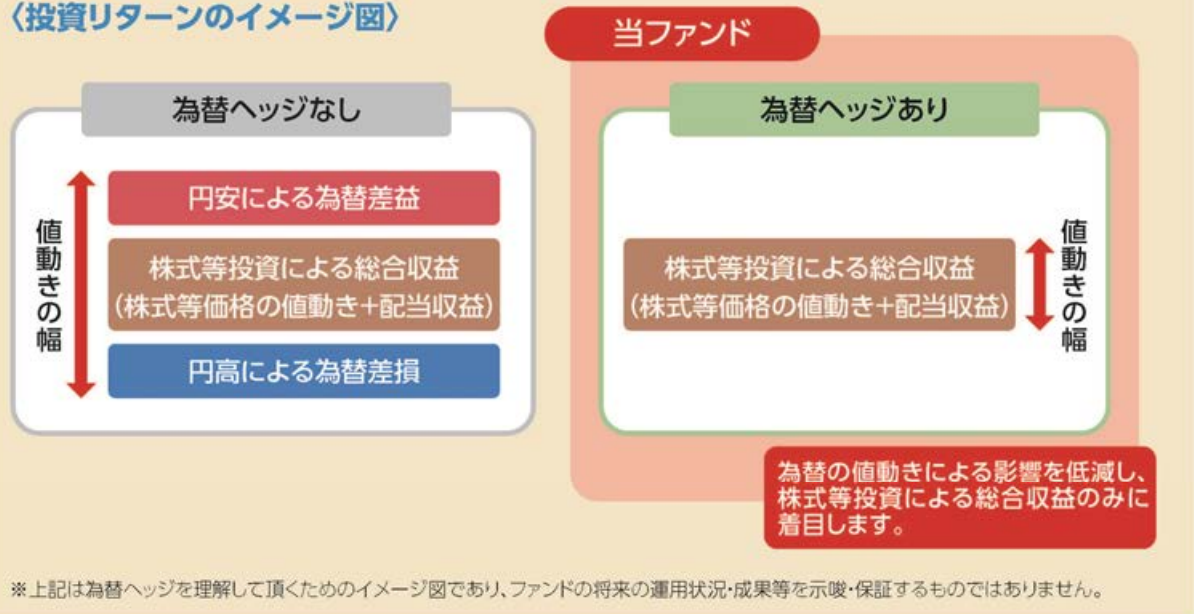 〈投資リターンのイメージ図〉
当ファンド
為替ヘッジなし
値動きの幅
円安による為替差益
株式等投資による総合収益
(株式等価格の値動き+配当収益)
円高による為替差損
為替ヘッジあり
株式等投資による総合収益
(株式等価格の値動き+配当収益)
値動きの幅
為替の値動きによる影響を低減し、
株式等投資による総合収益のみに
着目します。
※上記は為替ヘッジを理解して頂くためのイメージ図であり、ファンドの将来の運用状況・成果等を示唆・保証するものではありません。